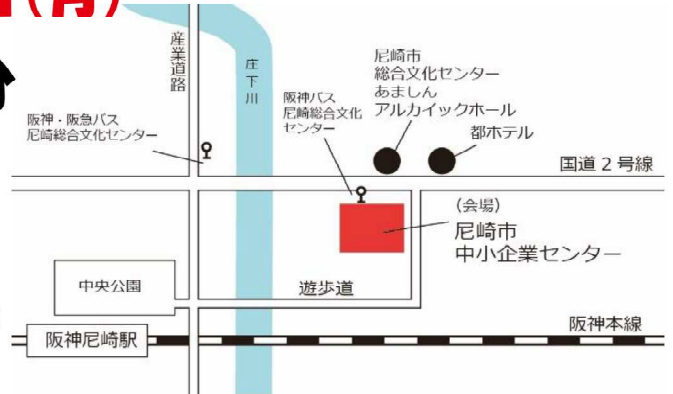 (月)
産業道路
庄下川
阪神・阪急バス
尼崎総合文化センター
阪神バス
尼崎総合文化
センター
尼崎市
総合文化センター
あましん
アルカイックホール
都ホテル
国道2号線
(会場)
尼崎市
中小企業センター
中央公園
遊歩道
阪神本線
阪神尼崎駅